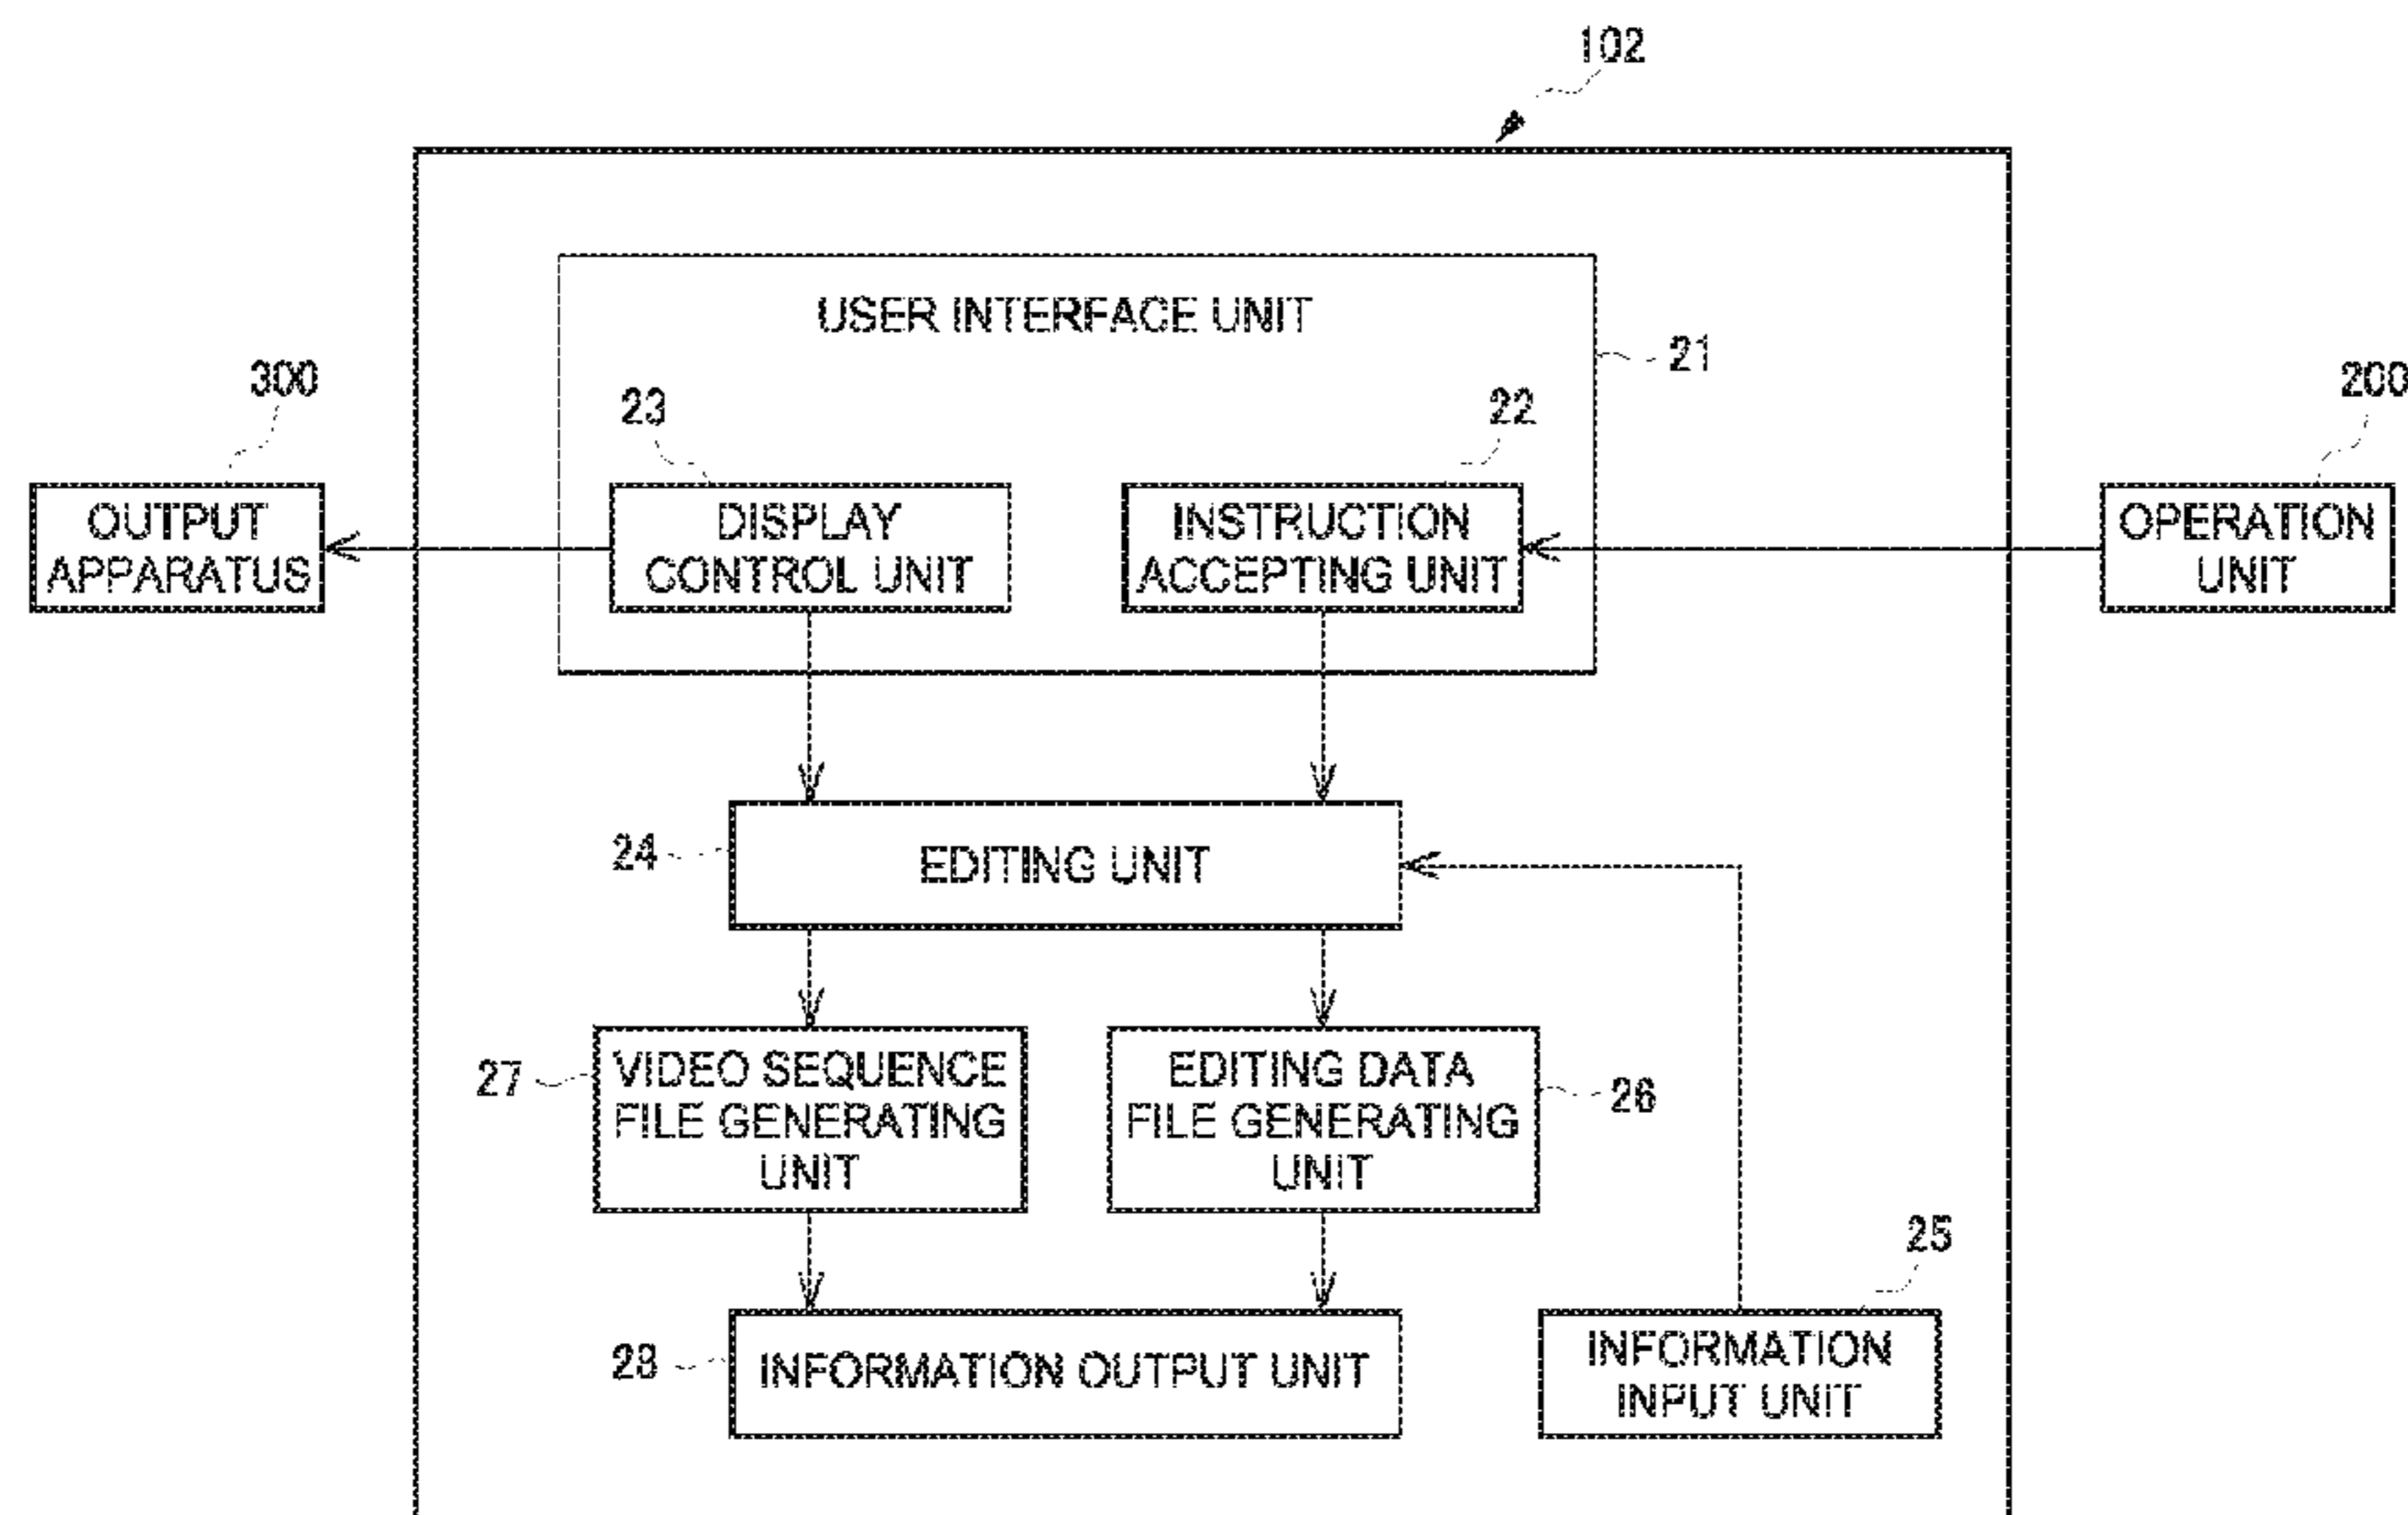 102
USER INTERFACE UNIT
21
300
23
22
200
OUTPUT
APPARATUS
DISPLAY
CONTROL UNIT
INSTRUCTION
ACCEPTING UNIT
OPERATION
UNIT
24
EDITING UNIT
27
VIDEO SEQUENCE
FILE GENERATING
UNIT
EDITING DATA
FILE GENERATING
UNIT
26
25
28
INFORMATION OUTPUT UNIT
INFORMATION
INPUT UNIT